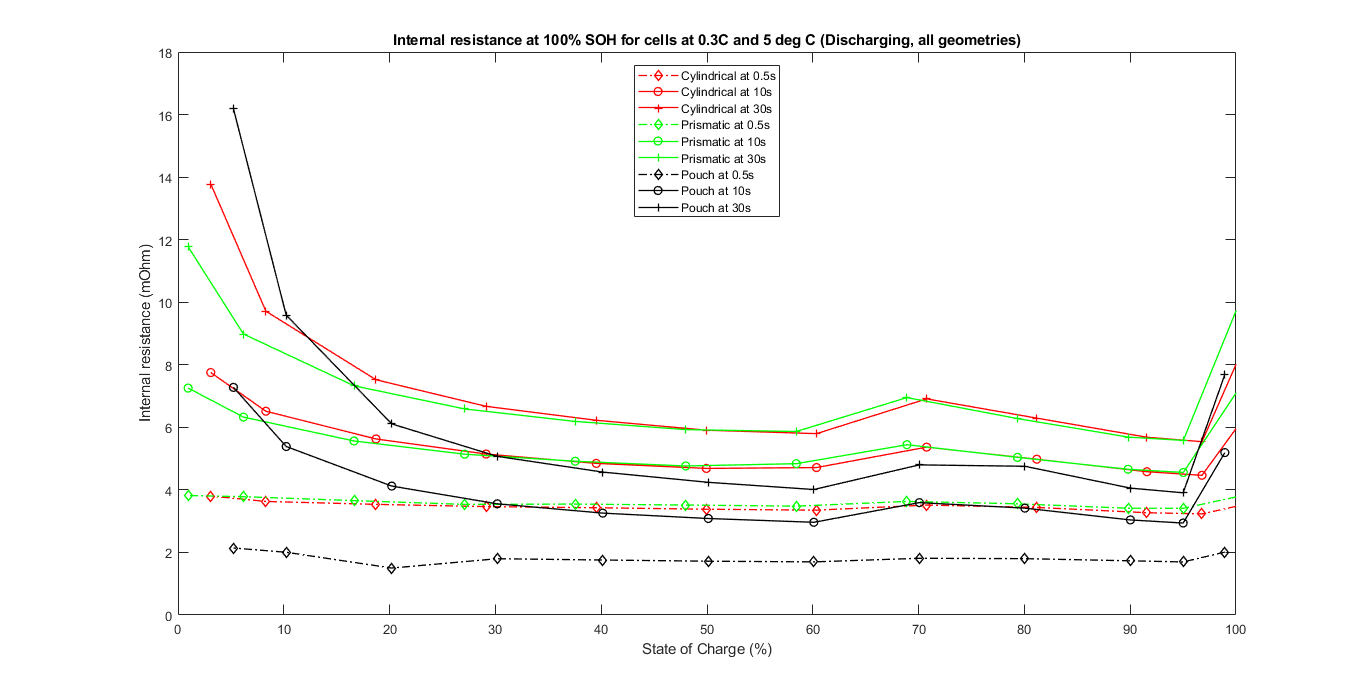 Internal resistance at 100% SOH for cells at 0.3C and 5 deg C (Discharging, all geometries)
18
16
14
12
10
8
6
4
2
0
Internal resistance (mOhm)
Cylindrical at 0.5s
Cylindrical at 10s
Cylindrical at 30s
Prismatic at 0.5s
Prismatic at 10s
Prismatic at 30s
Pouch at 0.5s
Pouch at 10s
Pouch at 30s
0 10 20 30 40 50 60 70 80 90 100
State of Charge (%)